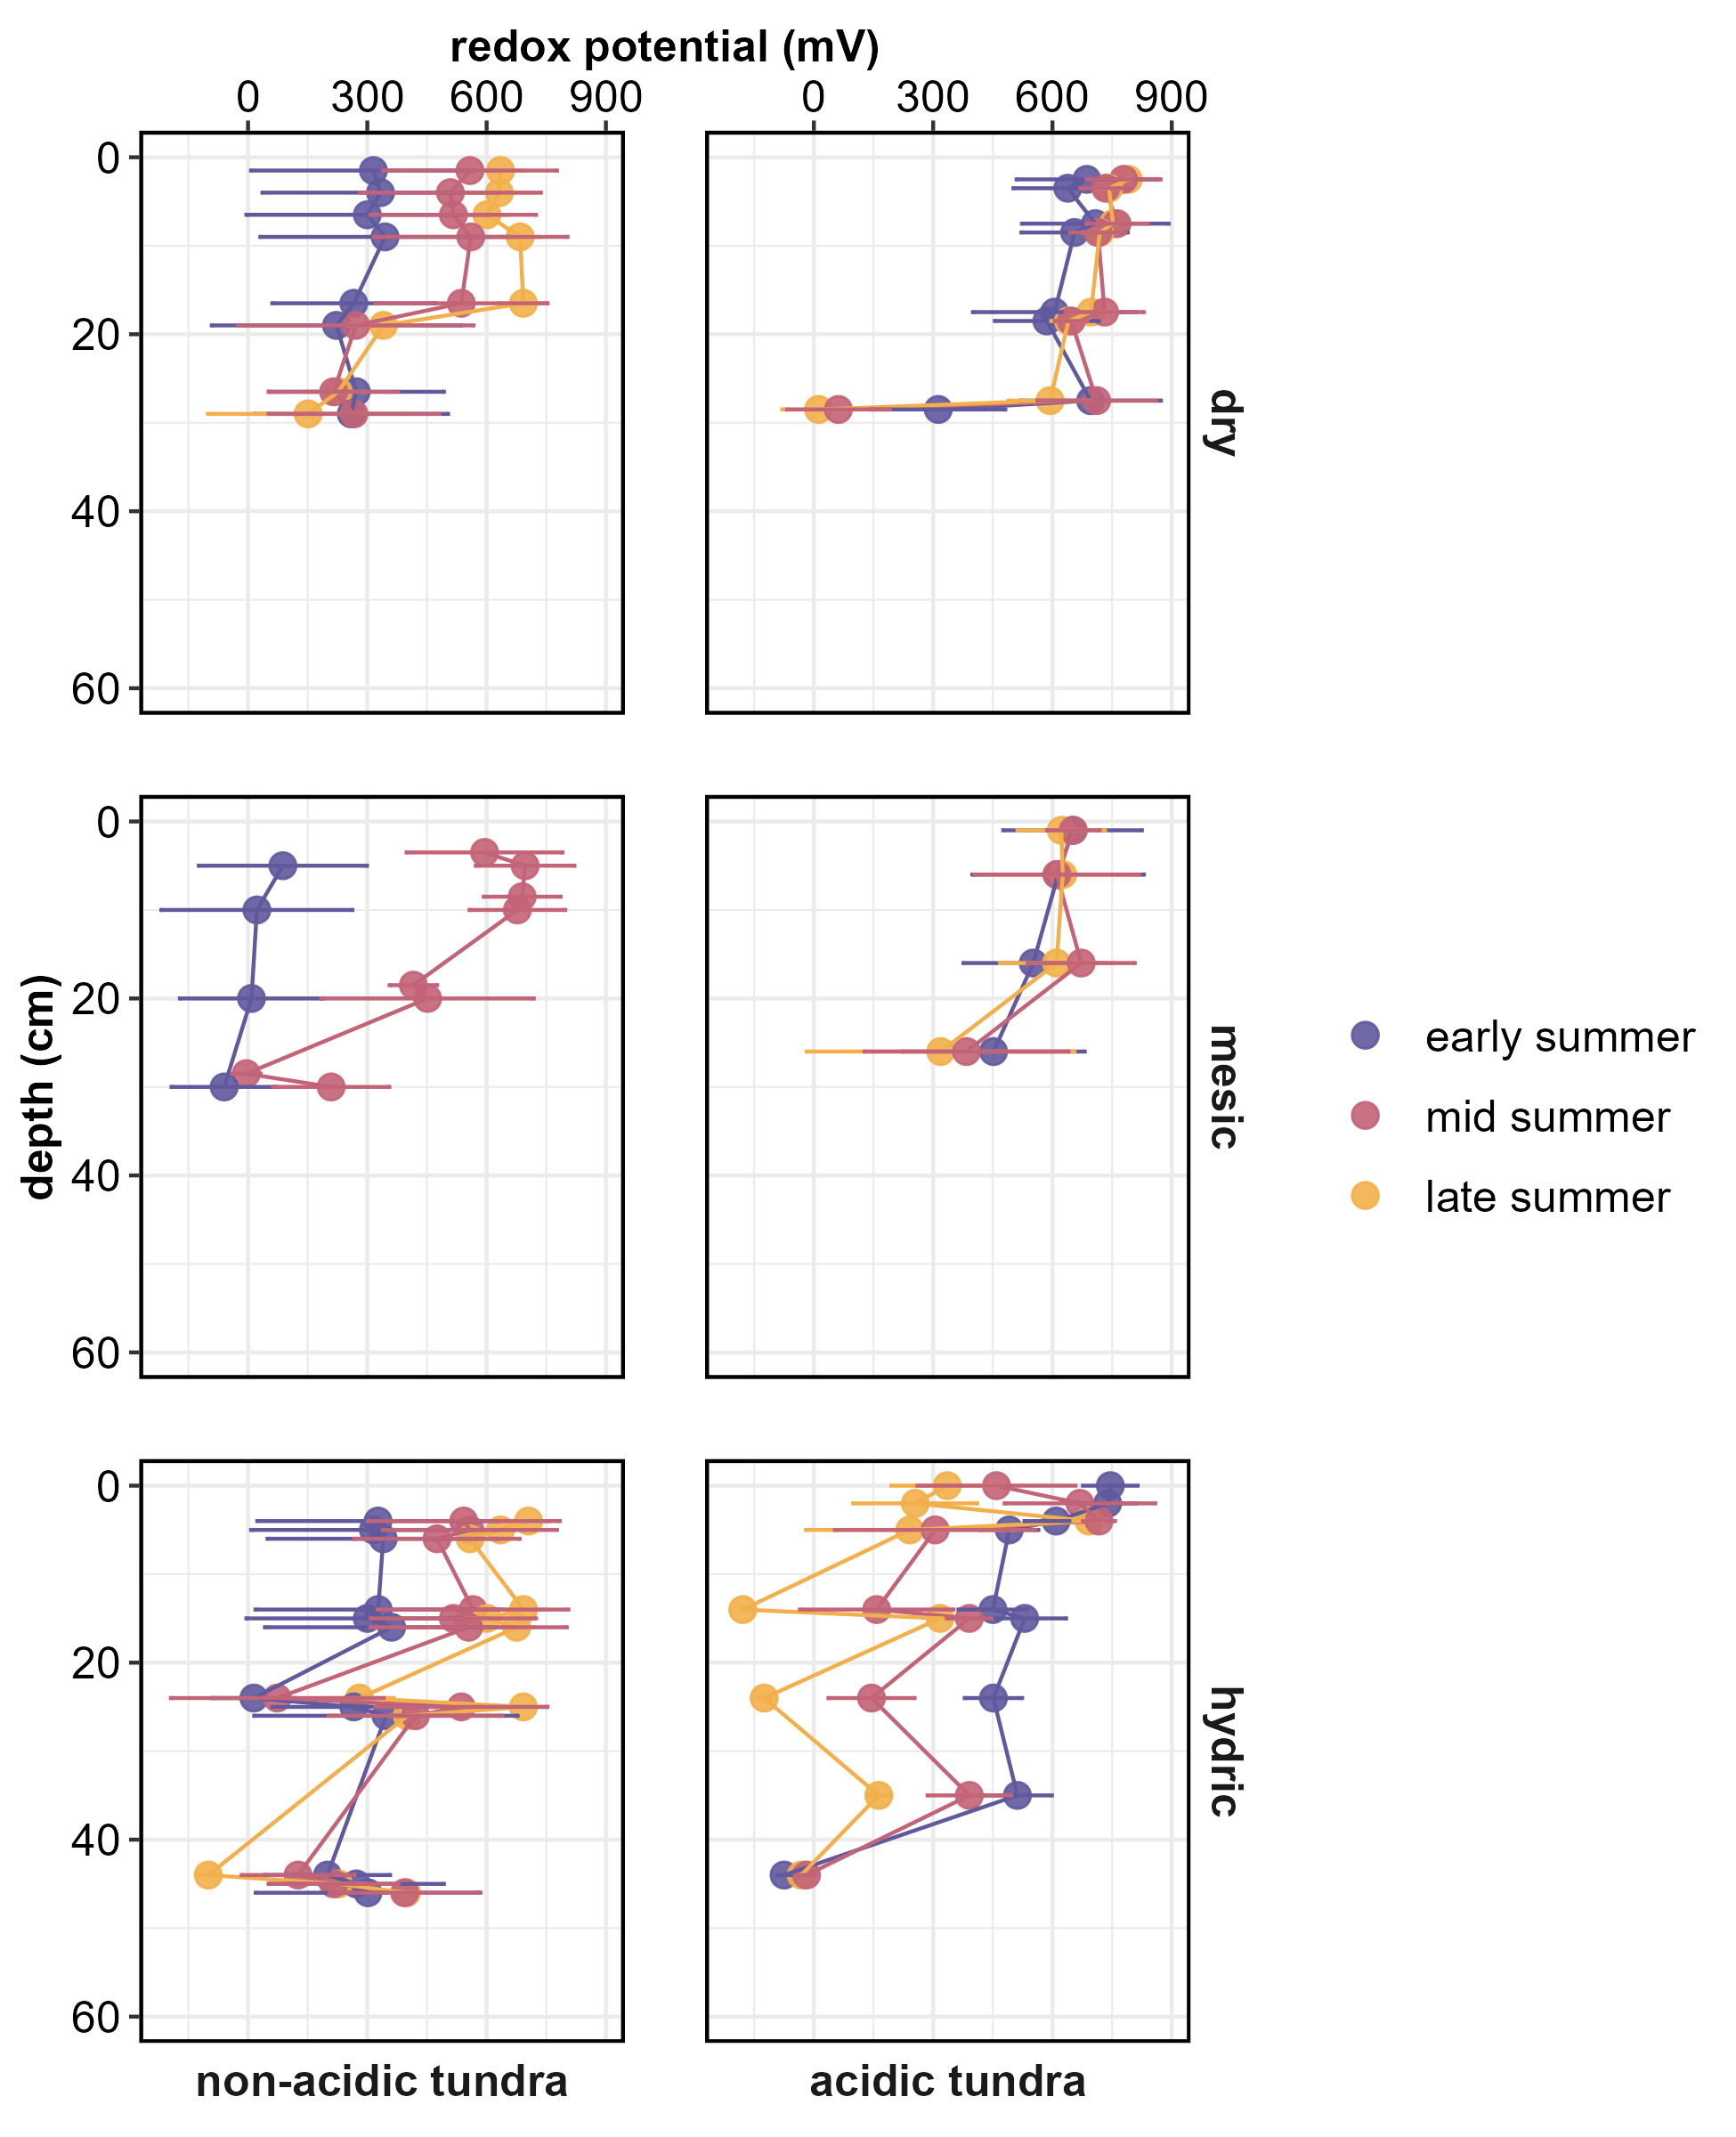 redox potential (mV)
0 300 600 900 0 300 600 900
0
20
40
60
dry
0
20
40
60
mesic
depth (cm)
early summer
mid summer
late summer
0
20
40
60
hydric
non-acidic tundra acidic tundra